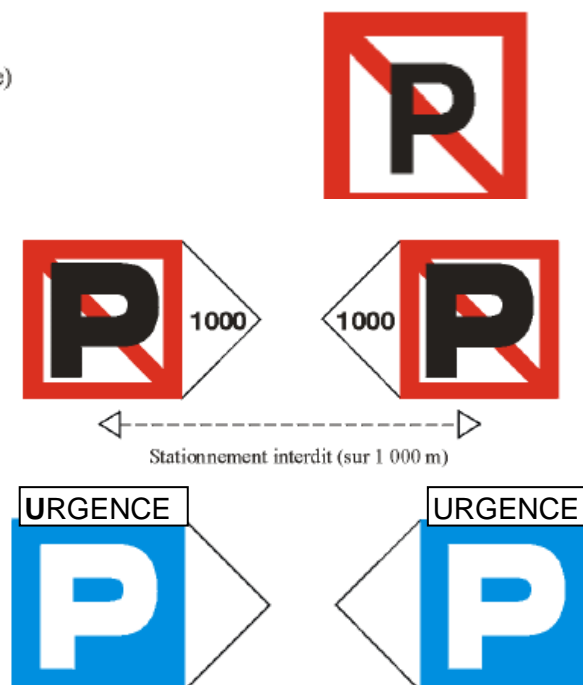 e)
P
P 1000 1000 P
Stationnement interdit (sur 1 000 m)
URGENCE URGENCE
P P